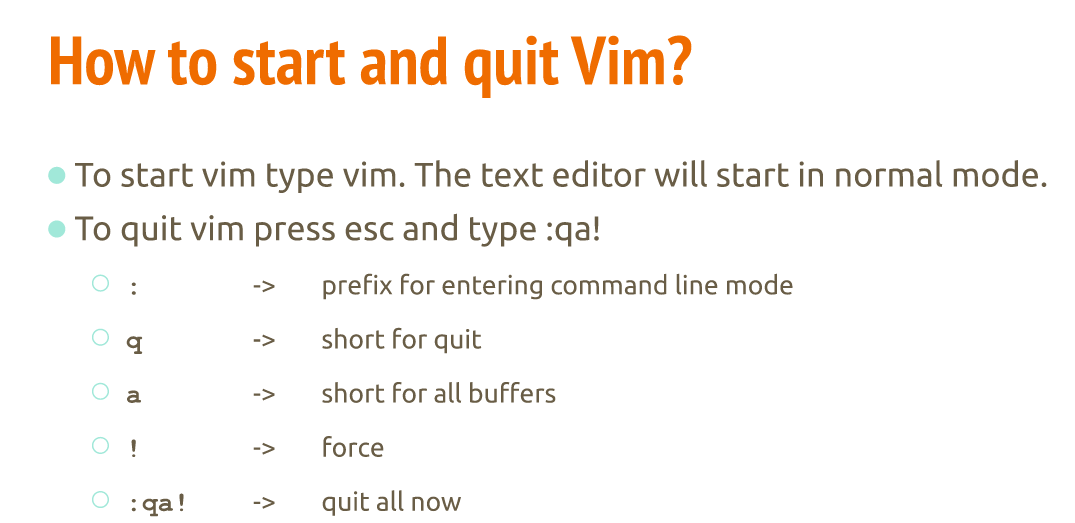 How to start and quit Vim?
To start vim type vim. The text editor will start in normal mode.
To quit vim press esc and type :qa!
: -> prefix for entering command line mode
q -> short for quit
a -> short for all buffers
! -> force
:qa! -> quit all now